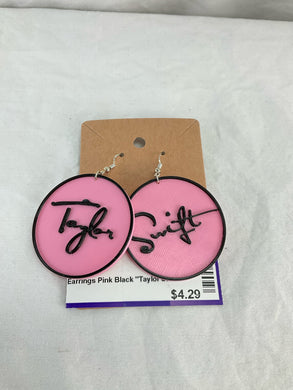 Taylor
Swift
Earrings Pink Black "Taylor S
$4.29